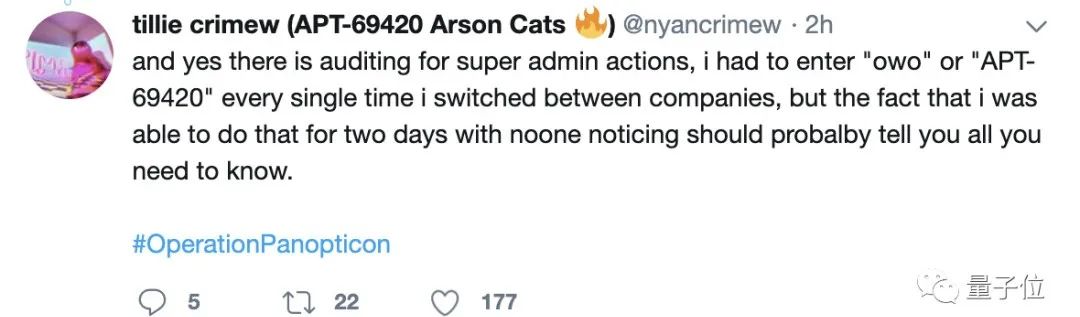 tillie crimew (APT-69420 Arson Cats 🔥) @nyancrimew · 2h
and yes there is auditing for super admin actions, i had to enter "owo" or "APT-
69420" every single time i switched between companies, but the fact that i was
able to do that for two days with noone noticing should probalby tell you all you
need to know.
#OperationPanopticon
5 22 177
量子位